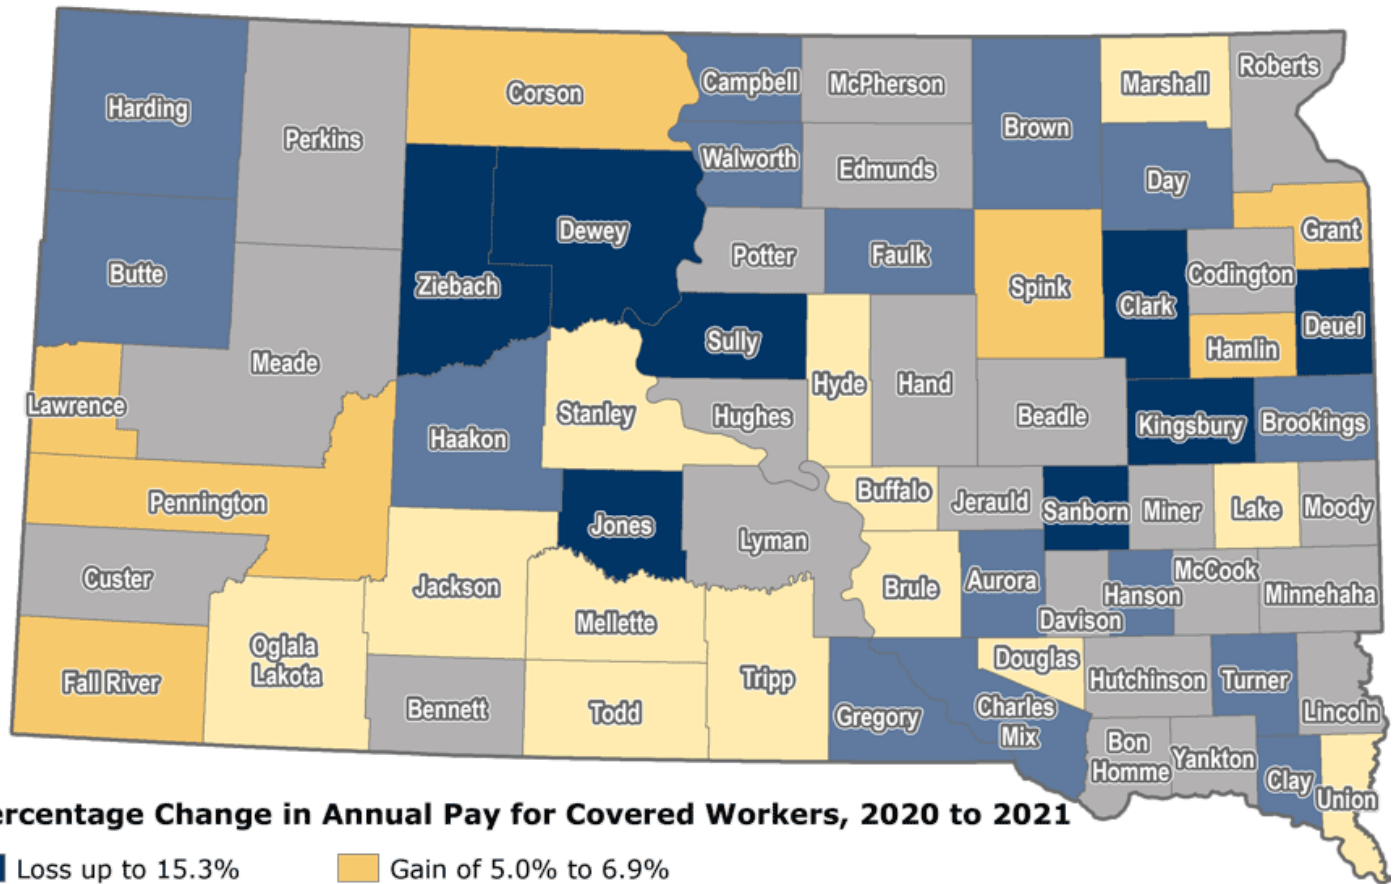 Harding
Perkins
Corson
Campbell
McPherson
Brown
Marshall
Roberts
Walworth
Edmunds
Day
Butte
Ziebach
Dewey
Potter
Faulk
Spink
Clark
Codington
Grant
Meade
Sully
Hamlin
Deuel
Lawrence
Haakon
Stanley
Hughes
Hyde
Hand
Beadle
Kingsbury
Brookings
Pennington
Jones
Lyman
Buffalo
Jerauld
Sanborn
Miner
Lake
Moody
Custer
Jackson
Mellette
Brule
Aurora
Davison
Hanson
McCook
Minnehaha
Fall River
Oglala
Lakota
Bennett
Todd
Tripp
Gregory
Charles
Mix
Douglas
Hutchinson
Turner
Lincoln
Bon
Homme
Yankton
Clay
Union
ercentage Change in Annual Pay for Covered Workers, 2020 to 2021
Loss up to 15.3%
Gain of 5.0% to 6.9%